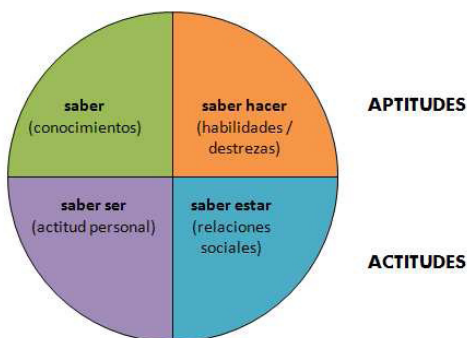 saber
(conocimientos)
saber hacer
(habilidades /
destrezas)
APTITUDES
saber ser
(actitud personal)
saber estar
(relaciones
sociales)
ACTITUDES